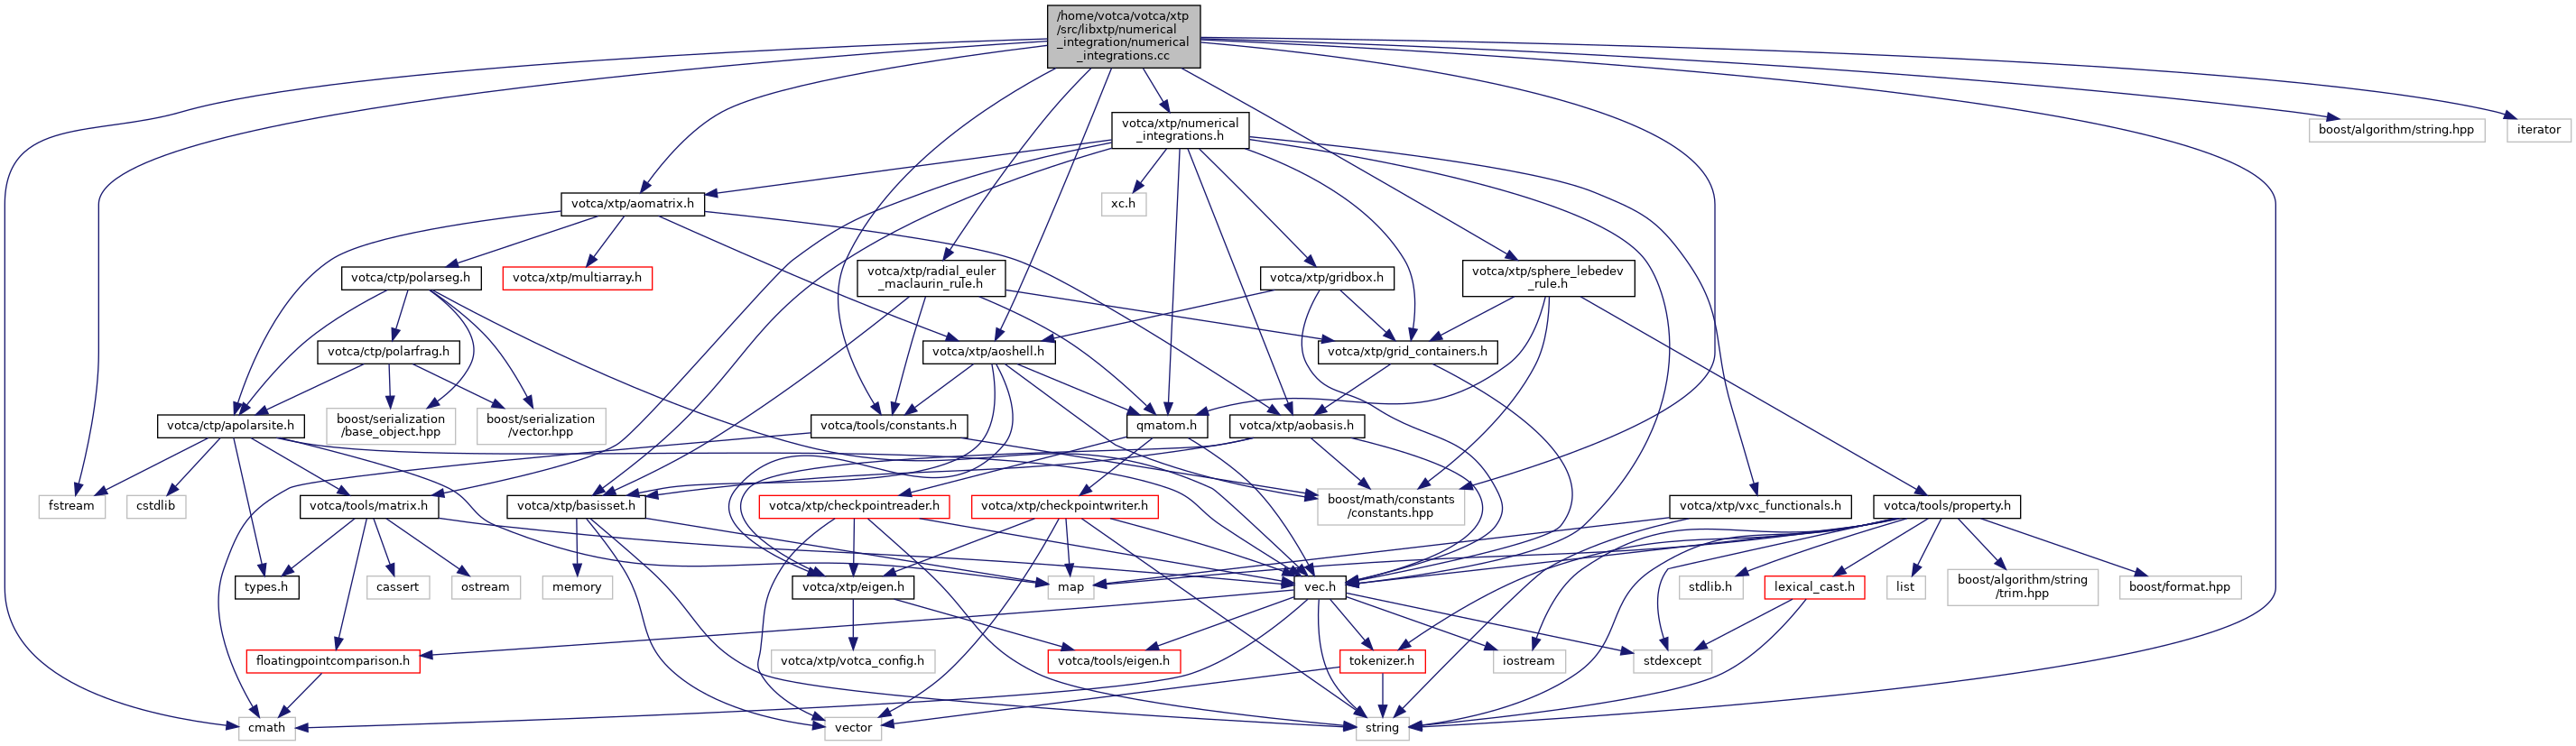 /home/votca/votca/xtp
/src/libxtp/numerical
_integration/numerical
_integrations.cc
votca/xtp/numerical
_integrations.h
boost/algorithm/string.hpp
iterator
votca/xtp/aomatrix.h
xc.h
votca/ctp/polarseg.h
votca/xtp/multiarray.h
votca/xtp/radial_euler
_maclaurin_rule.h
votca/xtp/gridbox.h
votca/xtp/sphere_lebedev
_rule.h
votca/ctp/polarfrag.h
votca/xtp/aoshell.h
votca/xtp/grid_containers.h
votca/ctp/apolarsite.h
boost/serialization
/base_object.hpp
boost/serialization
/vector.hpp
votca/tools/constants.h
qmatom.h
votca/xtp/aobasis.h
fstream
cstdlib
votca/tools/matrix.h
votca/xtp/basisset.h
votca/xtp/checkpointreader.h
votca/xtp/checkpointwriter.h
boost/math/constants
/constants.hpp
votca/xtp/vxc_functionals.h
votca/tools/property.h
types.h
cassert
ostream
memory
votca/xtp/eigen.h
map
vec.h
stdlib.h
lexical_cast.h
list
boost/algorithm/string
/trim.hpp
boost/format.hpp
floatingpointcomparison.h
votca/xtp/votca_config.h
votca/tools/eigen.h
tokenizer.h
iostream
stdexcept
cmath
vector
string